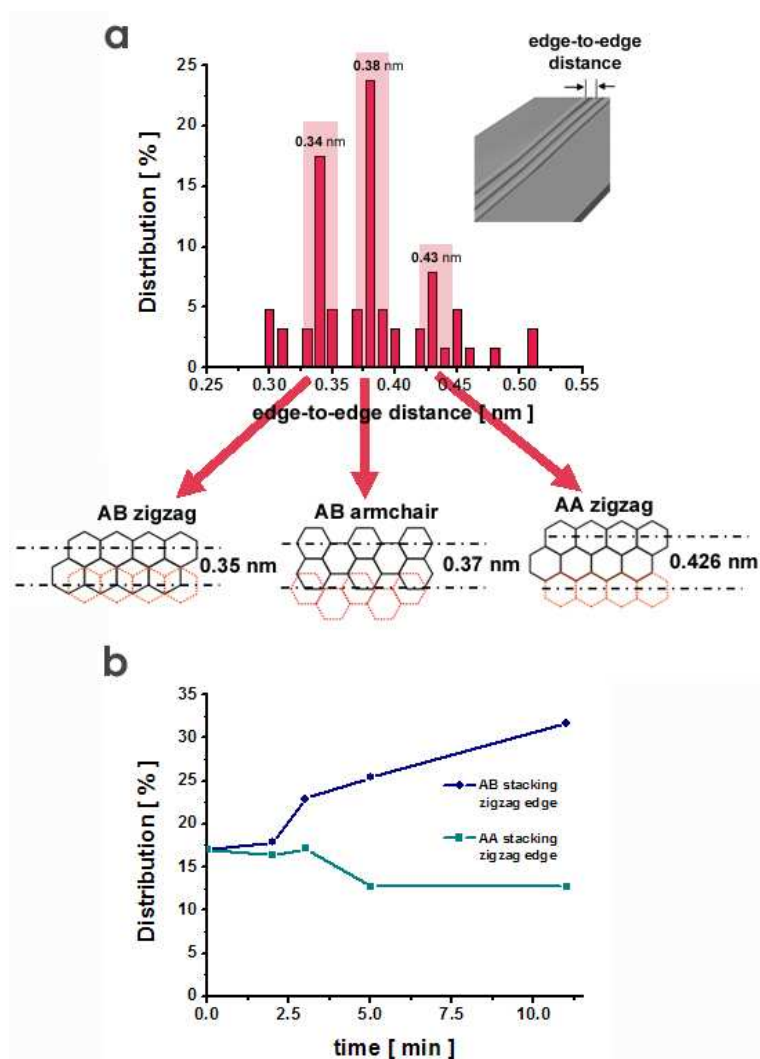 a
edge-to-edge
distance
25
20
15
10
5
0
Distribution [ % ]
0.34 nm
0.38 nm
0.43 nm
0.25 0.30 0.35 0.40 0.45 0.50 0.55
edge-to-edge distance [ nm ]
AB zigzag
0.35 nm
AB armchair
0.37 nm
AA zigzag
0.426 nm
b
35
30
25
20
15
10
5
0
Distribution [ % ]
AB stacking
zigzag edge
AA stacking
zigzag edge
0.0 2.5 5.0 7.5 10.0
time [ min ]